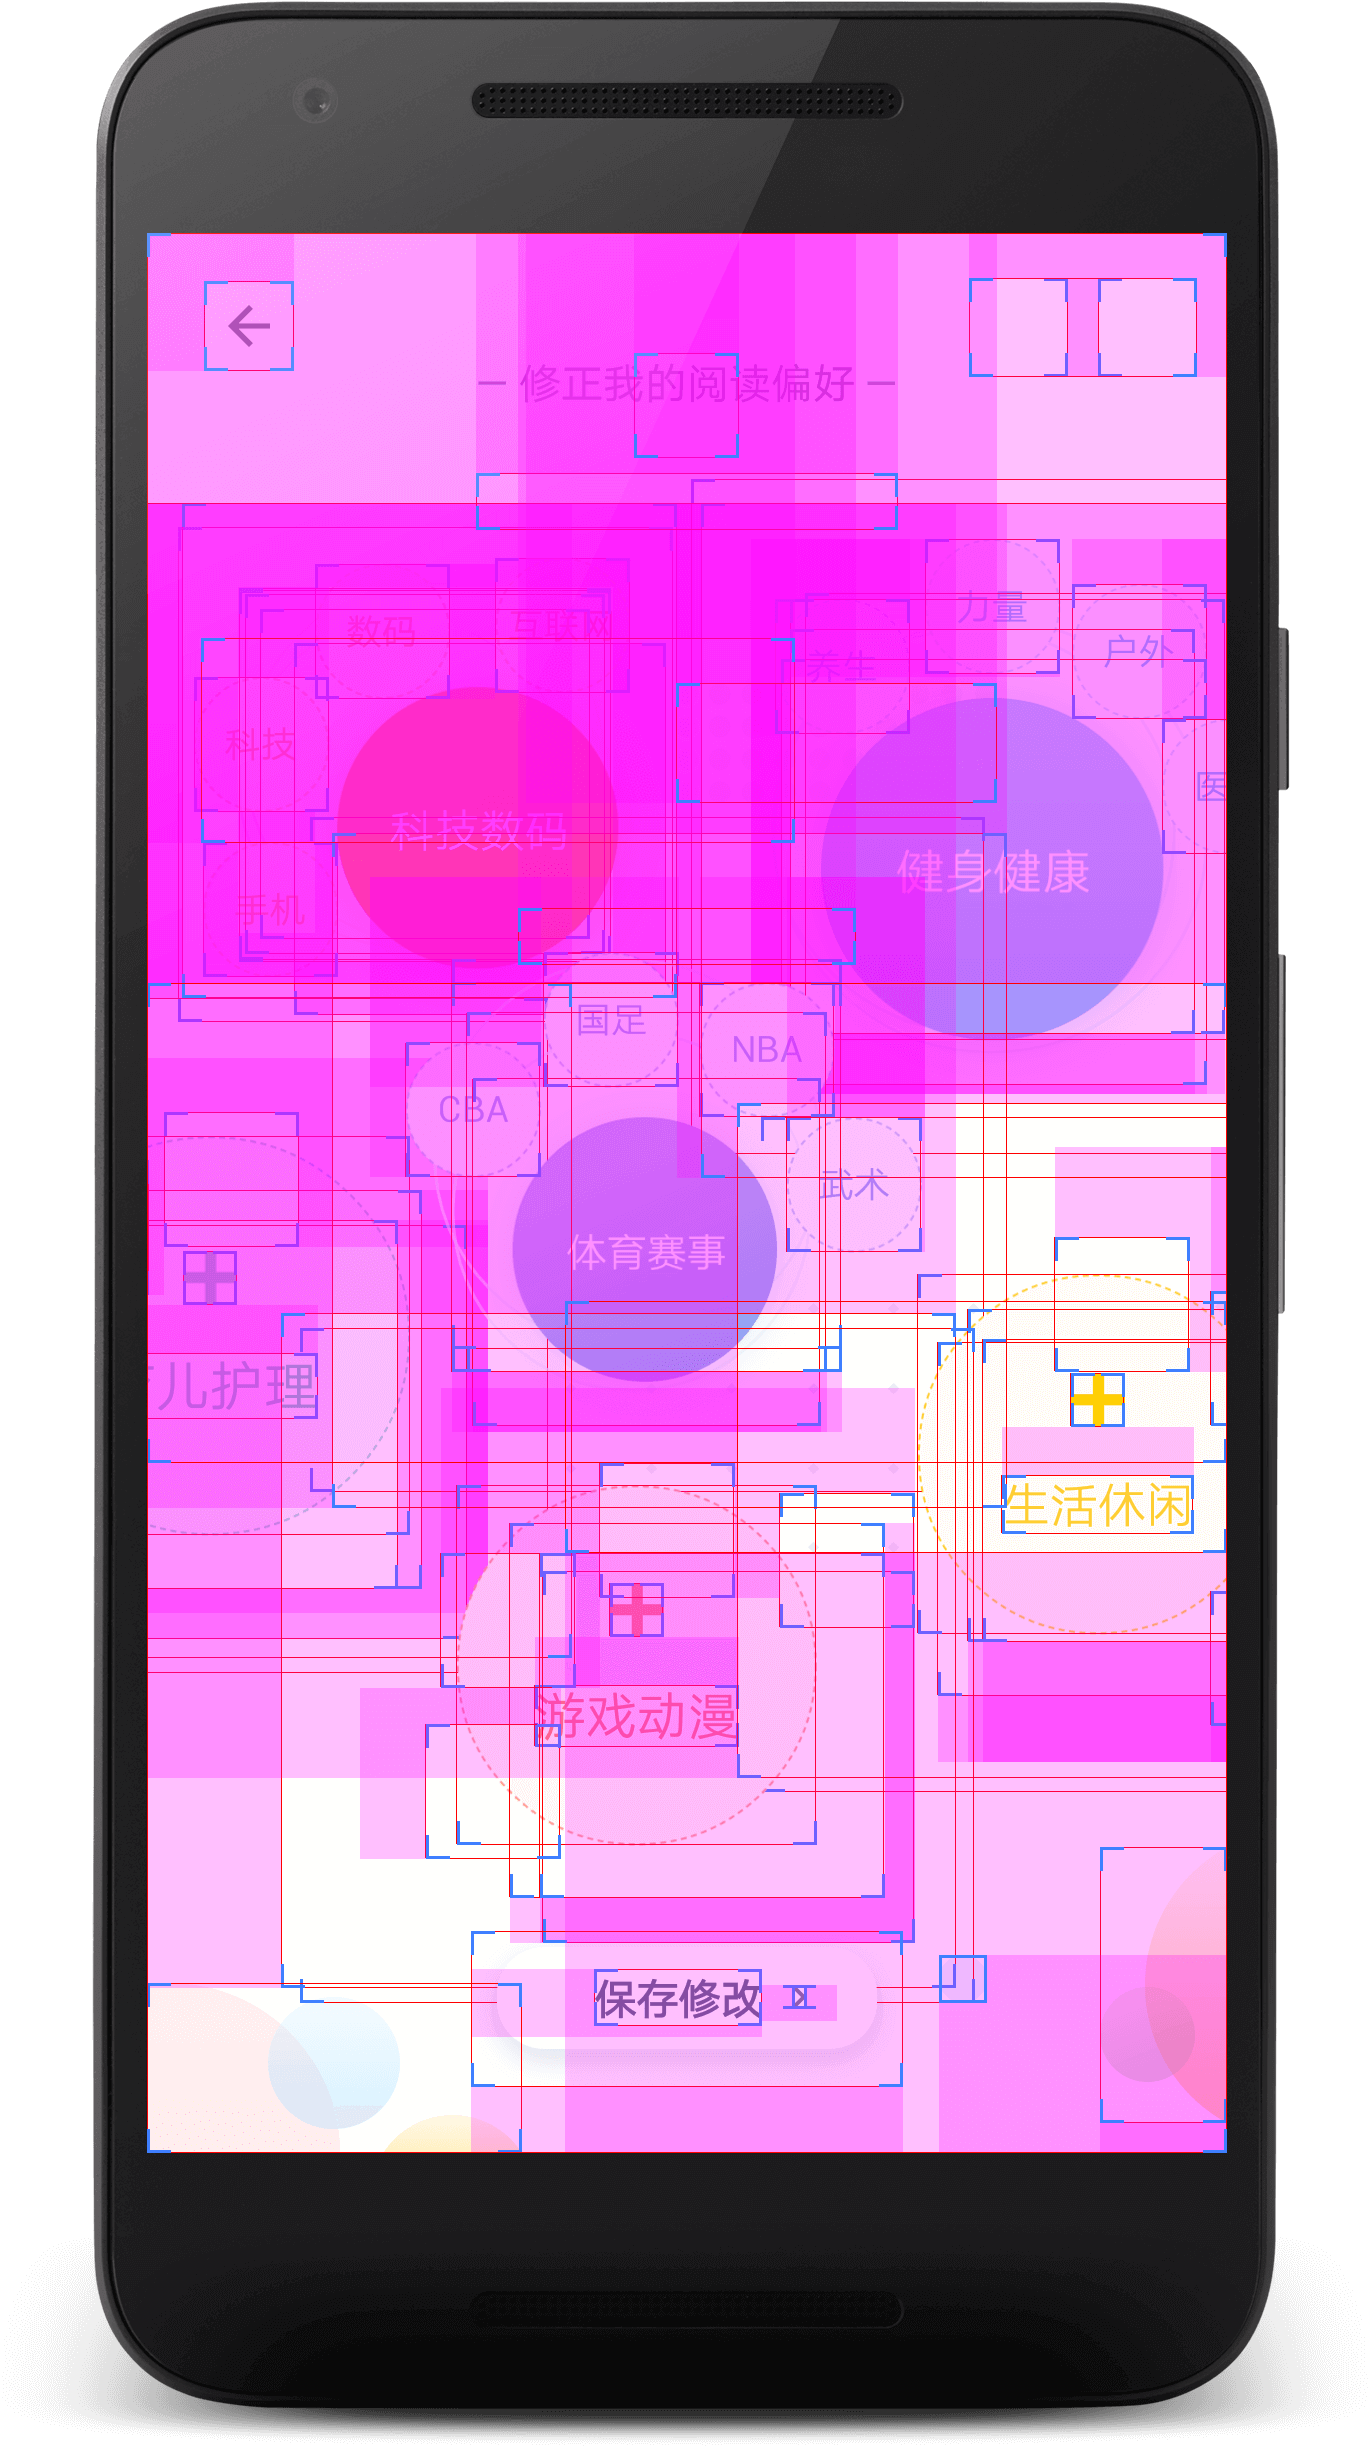 — 修正我的阅读偏好 —
力量
数码
互联网
户外
养生
科技
医
科技数码
健身健康
手机
国足
NBA
CBA
武术
体育赛事
儿护理
生活休闲
游戏动漫
保存修改